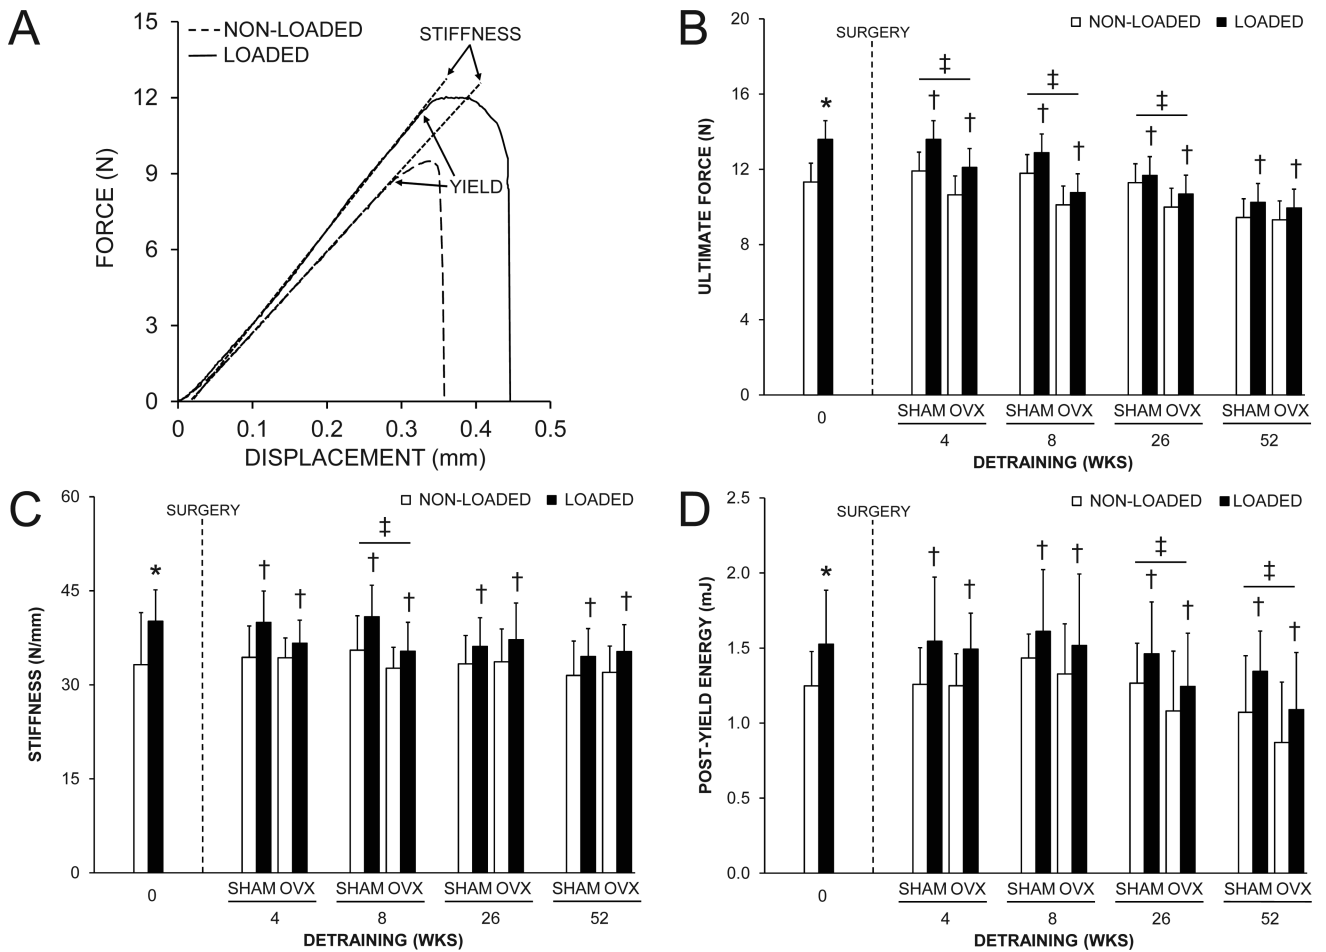 A
15
12
9
6
3
0
FORCE (N)
NON-LOADED
LOADED
STIFFNESS
YIELD
0 0.1 0.2 0.3 0.4 0.5
DISPLACEMENT (mm)
B
20
16
12
8
4
0
ULTIMATE FORCE (N)
SURGERY
NON-LOADED LOADED
‡ ‡ ‡
* † † † † † † † †
SHAM OVX SHAM OVX SHAM OVX SHAM OVX
0 4 8 26 52
DETRAINING (WKS)
C
60
45
30
15
0
STIFFNESS (N/mm)
SURGERY
NON-LOADED LOADED
‡
* † † † † † † † †
SHAM OVX SHAM OVX SHAM OVX SHAM OVX
0 4 8 26 52
DETRAINING (WKS)
D
2.5
2.0
1.5
1.0
0.5
0.0
POST-YIELD ENERGY (mJ)
SURGERY
NON-LOADED LOADED
‡ ‡
* † † † † † † † †
SHAM OVX SHAM OVX SHAM OVX SHAM OVX
0 4 8 26 52
DETRAINING (WKS)